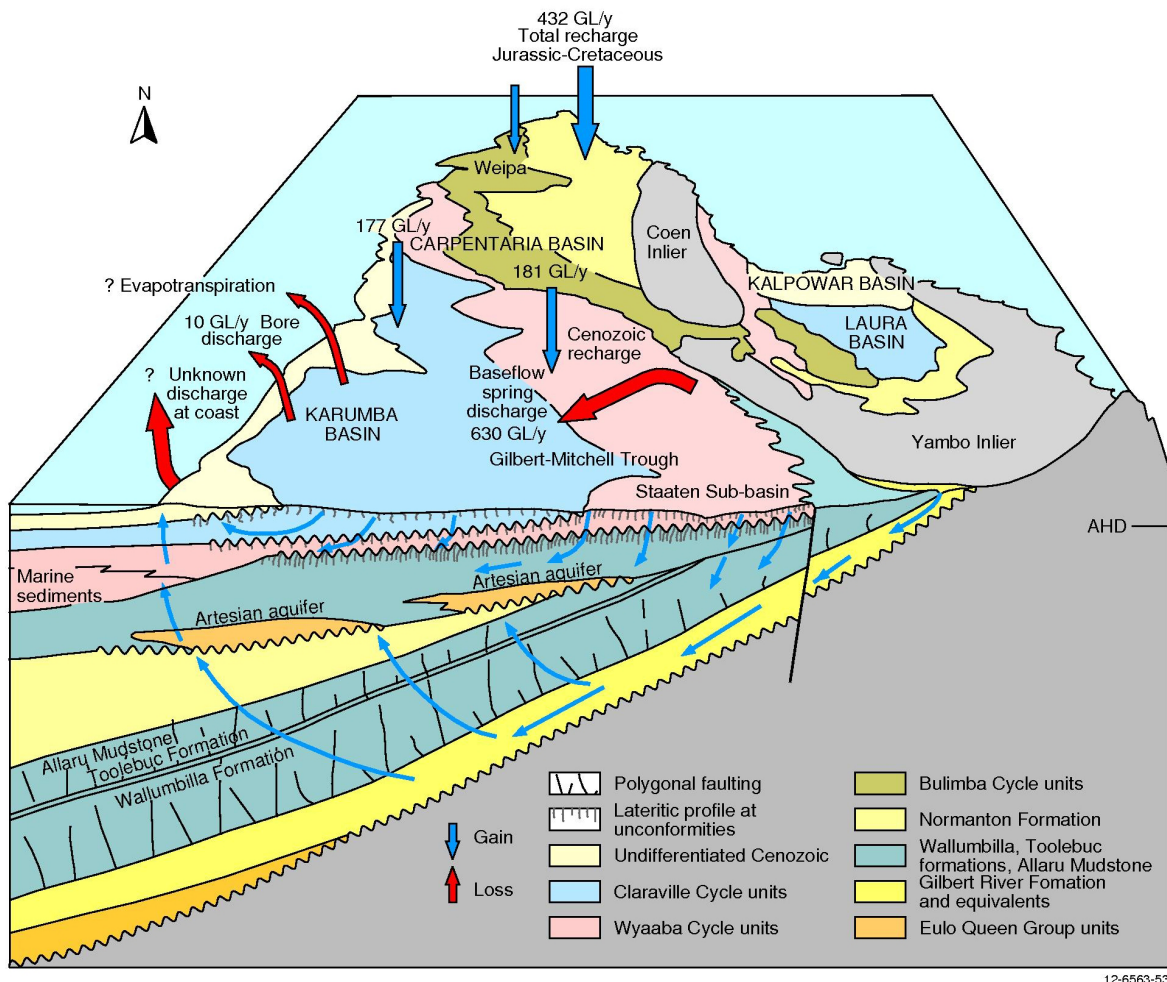 432 GL/y
Total recharge
Jurassic-Cretaceous
N
Weipa
177 GL/y
CARPENTARIA BASIN
181 GL/y
Coen
Inlier
KALPOWAR BASIN
LAURA
BASIN
? Evapotranspiration
10 GL/y Bore
discharge
? Unknown
discharge
at coast
KARUMBA
BASIN
Cenozoic
recharge
Baseflow
spring
discharge
630 GL/y
Gilbert-Mitchell Trough
Yambo Inlier
Staaten Sub-basin
AHD
Marine
sediments
Artesian aquifer
Artesian aquifer
Allaru Mudstone
Toolebuc Formation
Wallumbilla Formation
Gain
Loss
Polygonal faulting
Lateritic profile at
unconformities
Undifferentiated Cenozoic
Claraville Cycle units
Wyaaba Cycle units
Bulimba Cycle units
Normanton Formation
Wallumbilla, Toolebuc
formations, Allaru Mudstone
Gilbert River Fomation
and equivalents
Eulo Queen Group units
12-6563-53